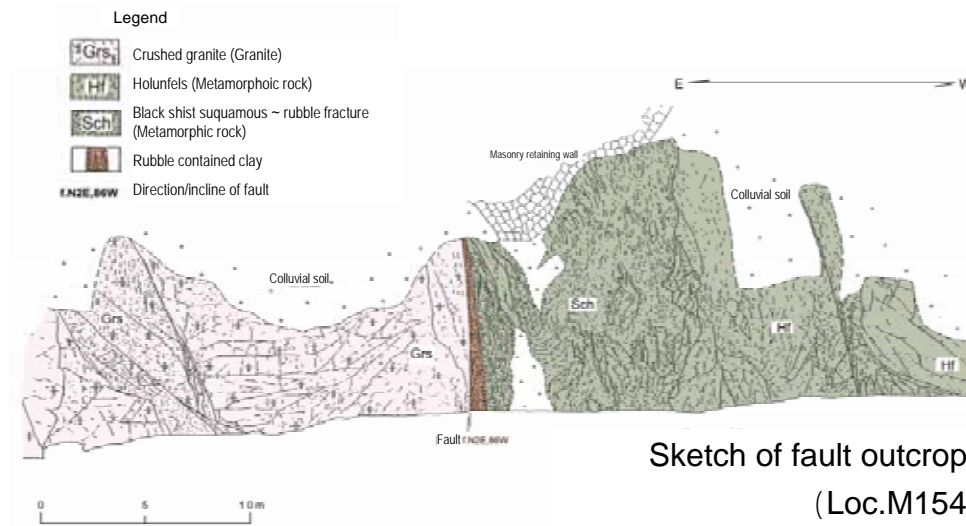 Legend
Grs
Crushed granite (Granite)
Hf
Holunfels (Metamorphoic rock)
Sch
Black shist suquamous ~ rubble fracture
(Metamorphic rock)
Rubble contained clay
f.N2E,86W
Direction/incline of fault
E
W
Masonry retaining wall
Colluvial soil
Colluvial soil
Grs
Grs
Sch
Hf
Hf
Fault f.N2E,86W
Sketch of fault outcrop
(Loc.M154
0 5 10m